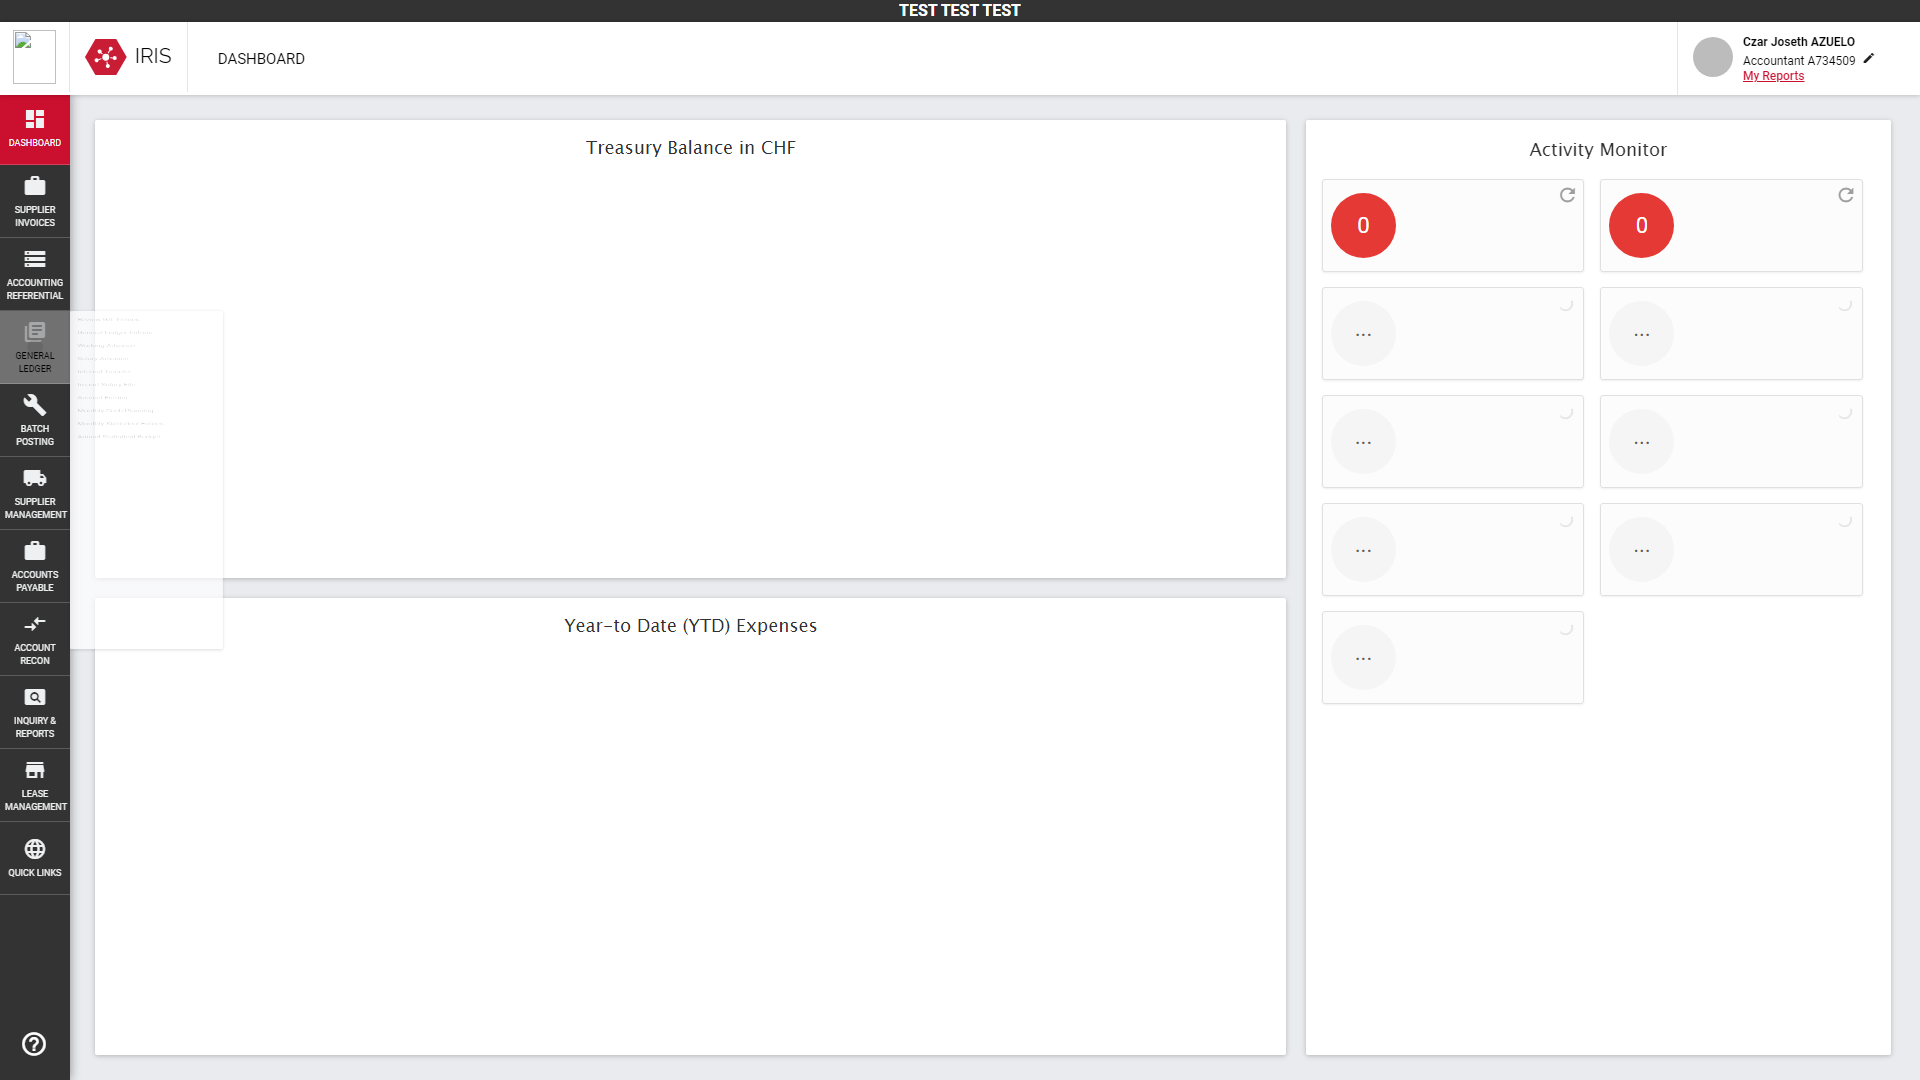 TEST TEST TEST
IRIS
DASHBOARD
Czar Joseth AZUELO
Accountant A734509
My Reports
DASHBOARD
SUPPLIER
INVOICES
ACCOUNTING
REFERENTIAL
GENERAL
LEDGER
BATCH
POSTING
SUPPLIER
MANAGEMENT
ACCOUNTS
PAYABLE
ACCOUNT
RECON
INQUIRY &
REPORTS
LEASE
MANAGEMENT
QUICK LINKS
Treasury Balance in CHF
Year-to Date (YTD) Expenses
Activity Monitor
0
0
...
...
...
...
...
...
...